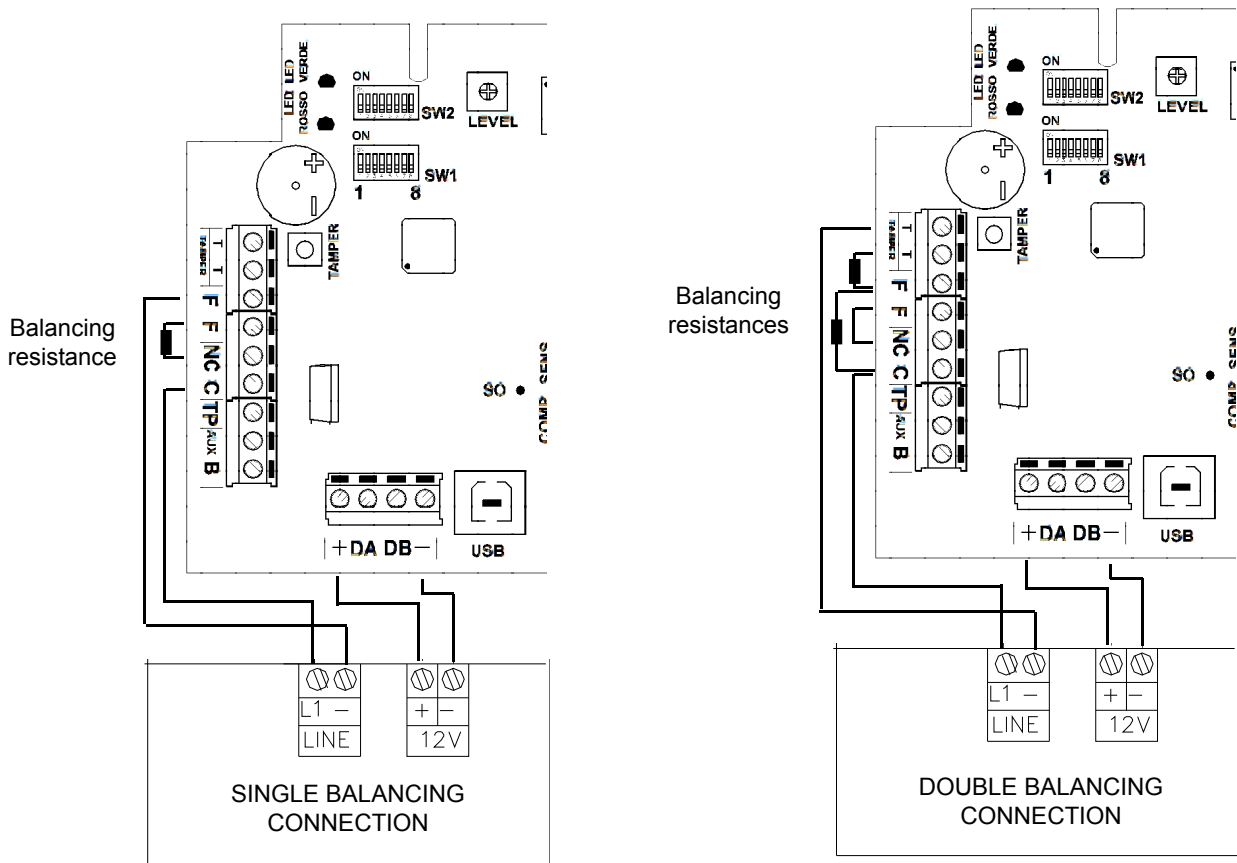 LED LED
ROSSO VERDE
ON
SW2
LEVEL
ON
SW1
1 8
TAMPER
TAMPER
T
T
F
F
NC
C
TP
AUX
B
Balancing
resistance
SO
COM4 SENS
+ DA DB -
USB
L1 -
LINE
+ -
12V
SINGLE BALANCING
CONNECTION
LED LED
ROSSO VERDE
ON
SW2
LEVEL
ON
SW1
1 8
TAMPER
TAMPER
T
T
F
F
NC
C
TP
AUX
B
Balancing
resistances
SO
+ DA DB -
USB
L1 -
LINE
+ -
12V
DOUBLE BALANCING
CONNECTION